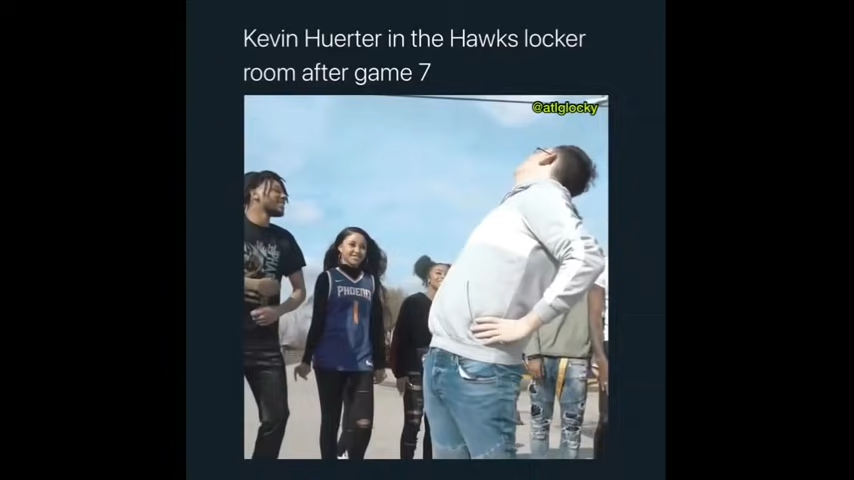 Kevin Huerter in the Hawks locker
room after game 7
@atlglocky
PHOENIX
1